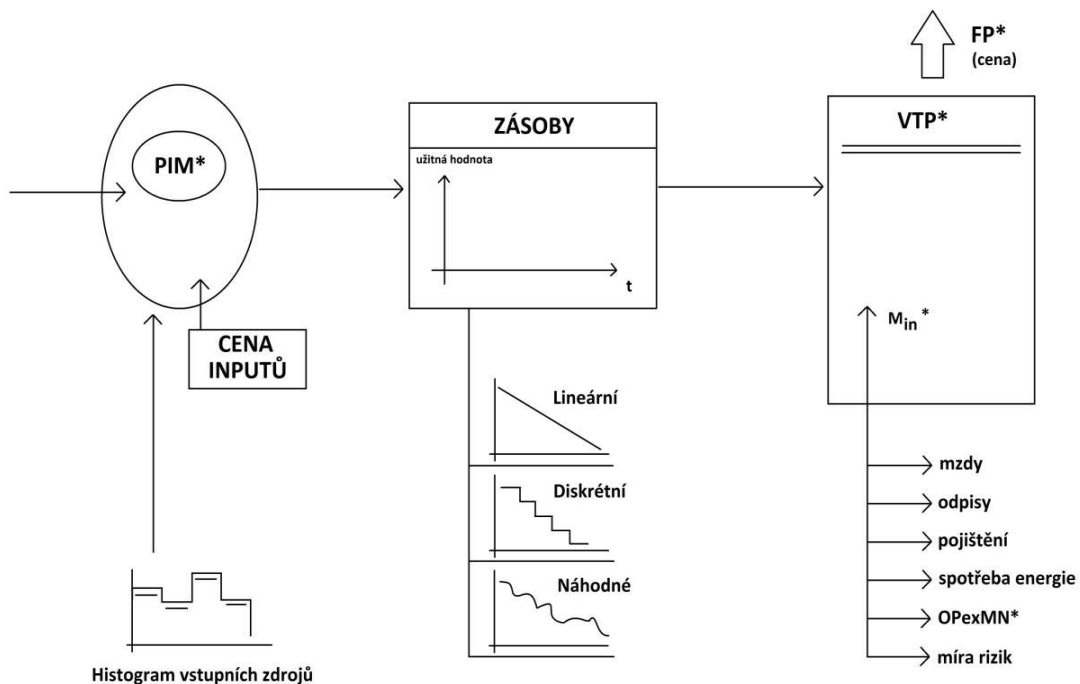 FP*
(cena)
PIM*
ZÁSOBY
užitná hodnota
t
VTP*
CENA
INPUTŮ
Min*
Lineární
Diskrétní
Náhodné
mzdy
odpisy
pojištění
spotřeba energie
OPexMN*
míra rizik
Histogram vstupních zdrojů